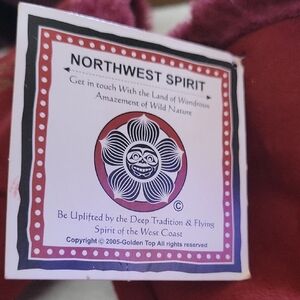 NORTHWEST SPIRIT
Get in touch With the Land of Wondrous
Amazement of Wild Nature
©
Be Uplifted by the Deep Tradition & Flying
Spirit of the West Coast
Copyright © 2005-Golden Top All rights reserved